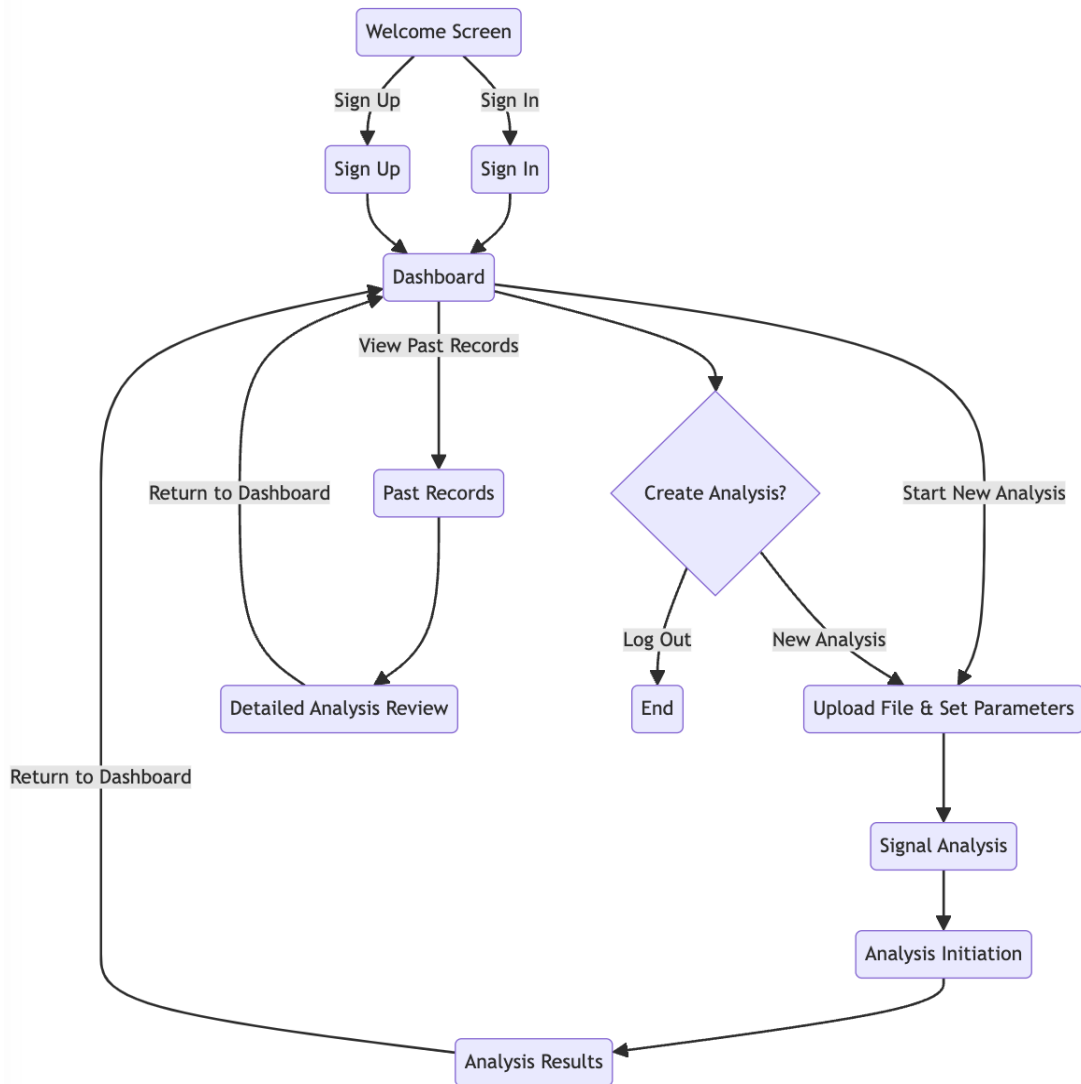 Welcome Screen
Sign Up
Sign In
Sign Up
Sign In
Dashboard
View Past Records
Return to Dashboard
Past Records
Create Analysis?
Start New Analysis
Log Out
New Analysis
Detailed Analysis Review
End
Upload File & Set Parameters
Return to Dashboard
Signal Analysis
Analysis Initiation
Analysis Results